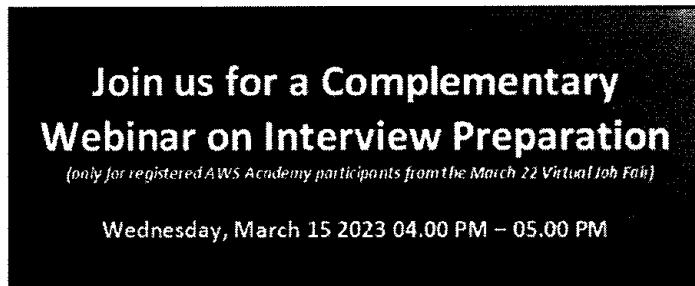 Join us for a Complementary
Webinar on Interview Preparation
(only for registered AWS Academy participants from the March 22 Virtual Job Fair)
Wednesday, March 15 2023 04.00 PM – 05.00 PM